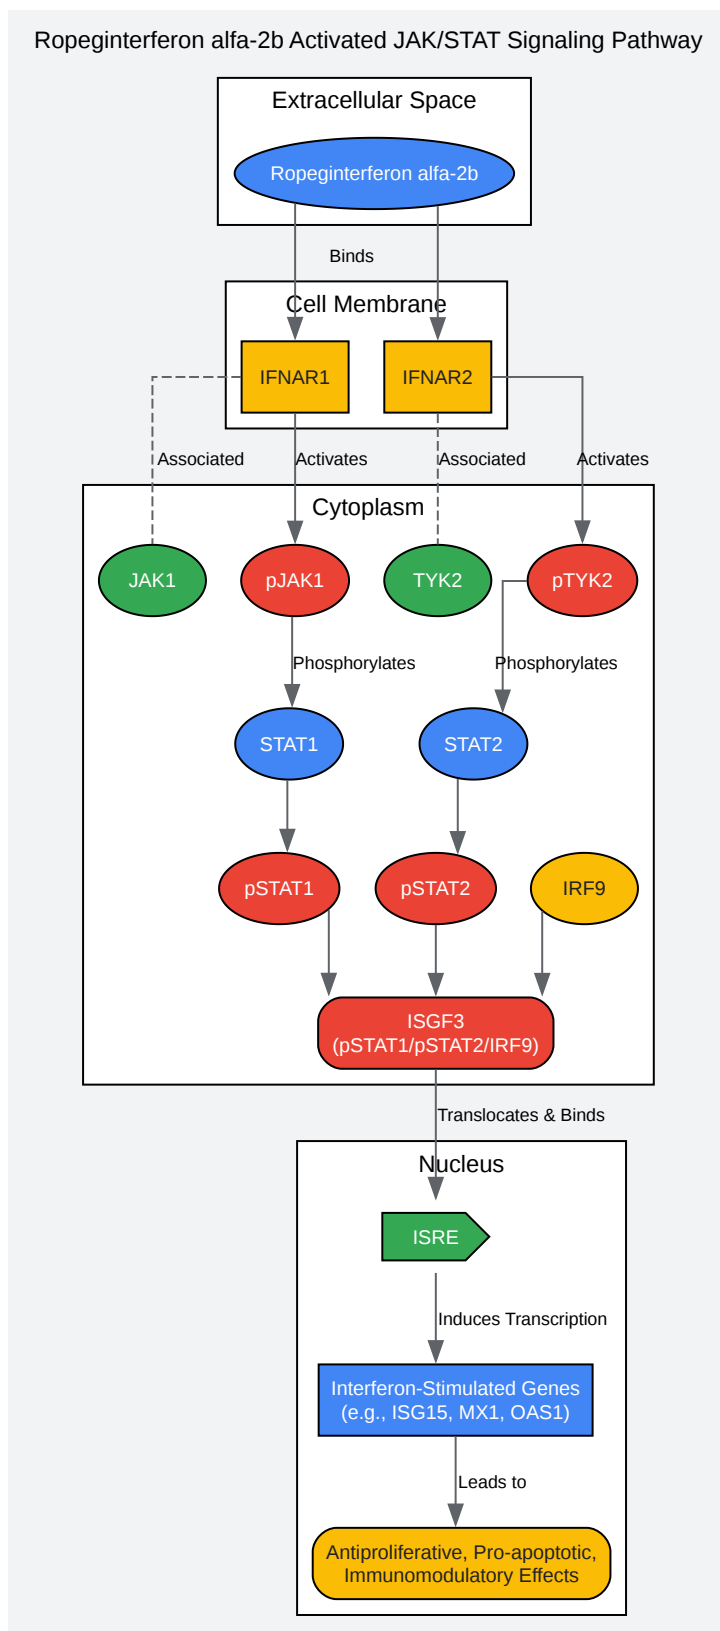 Ropeginterferon alfa-2b Activated JAK/STAT Signaling Pathway
Extracellular Space
Ropeginterferon alfa-2b
Binds
Cell Membrane
IFNAR1
IFNAR2
Associated
Activates
Associated
Activates
Cytoplasm
JAK1
pJAK1
TYK2
pTYK2
Phosphorylates
Phosphorylates
STAT1
STAT2
pSTAT1
pSTAT2
IRF9
ISGF3
(pSTAT1/pSTAT2/IRF9)
Translocates & Binds
Nucleus
ISRE
Induces Transcription
Interferon-Stimulated Genes
(e.g., ISG15, MX1, OAS1)
Leads to
Antiproliferative, Pro-apoptotic,
Immunomodulatory Effects